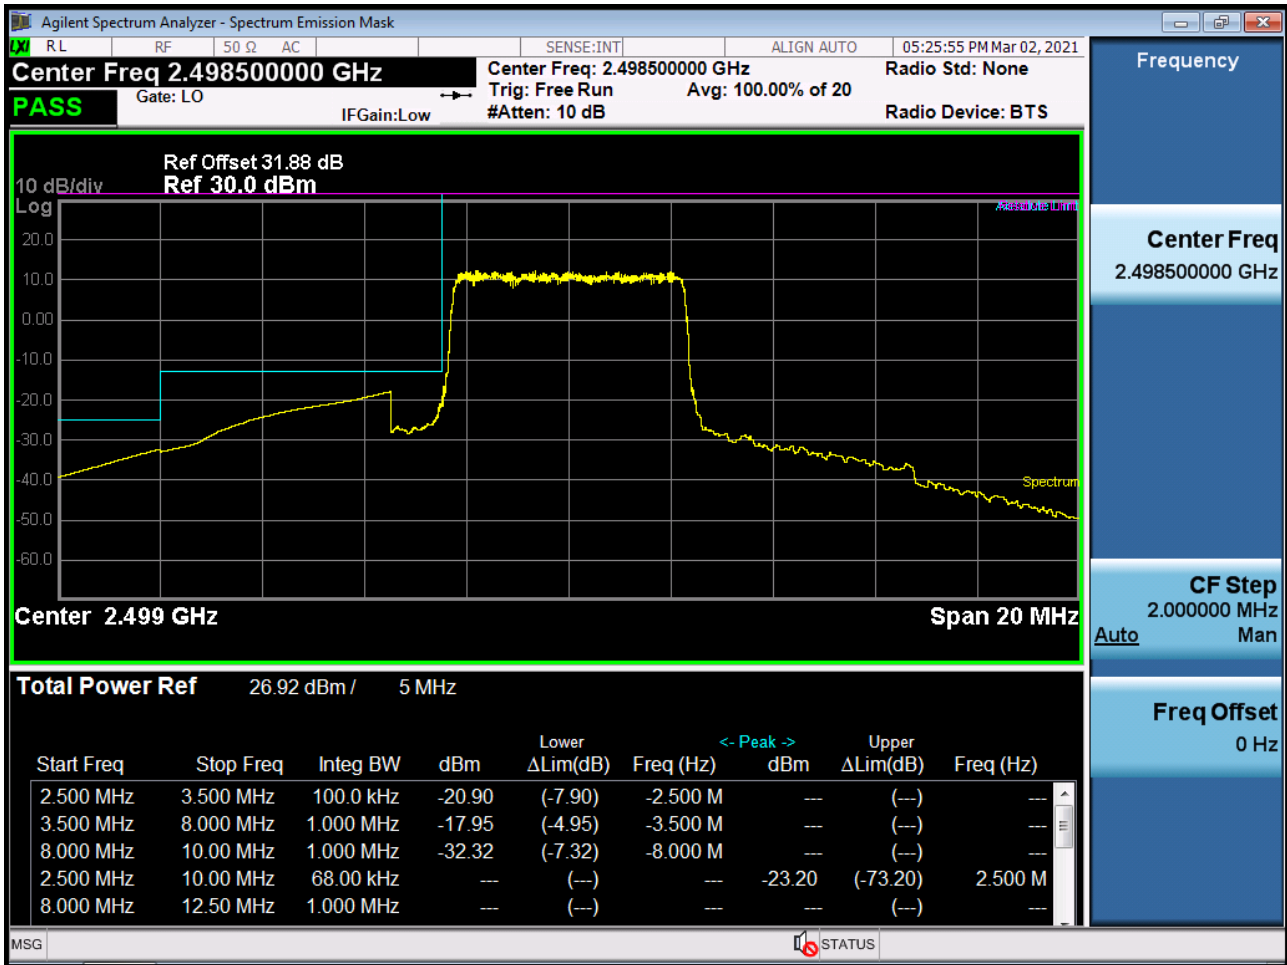 Agilent Spectrum Analyzer - Spectrum Emission Mask
LXI RL RF 50 Ω AC SENSE:INT ALIGN AUTO 05:25:55 PM Mar 02, 2021
Center Freq 2.498500000 GHz
Center Freq: 2.498500000 GHz
Radio Std: None
PASS
Gate: LO
Trig: Free Run
Avg: 100.00% of 20
IFGain:Low
#Atten: 10 dB
Radio Device: BTS
Ref Offset 31.88 dB
10 dB/div
Ref 30.0 dBm
Log
Absolute Limit
20.0
10.0
0.00
-10.0
-20.0
-30.0
-40.0
Spectrum
-50.0
-60.0
Center 2.499 GHz
Span 20 MHz
Total Power Ref 26.92 dBm / 5 MHz
Lower <- Peak -> Upper
Start Freq Stop Freq Integ BW dBm ΔLim(dB) Freq (Hz) dBm ΔLim(dB) Freq (Hz)
2.500 MHz 3.500 MHz 100.0 kHz -20.90 (-7.90) -2.500 M --- (---) ---
3.500 MHz 8.000 MHz 1.000 MHz -17.95 (-4.95) -3.500 M --- (---) ---
8.000 MHz 10.00 MHz 1.000 MHz -32.32 (-7.32) -8.000 M --- (---) ---
2.500 MHz 10.00 MHz 68.00 kHz --- (---) --- -23.20 (-73.20) 2.500 M
8.000 MHz 12.50 MHz 1.000 MHz --- (---) --- --- (---) ---
MSG
STATUS
Frequency
Center Freq
2.498500000 GHz
CF Step
2.000000 MHz
Auto Man
Freq Offset
0 Hz